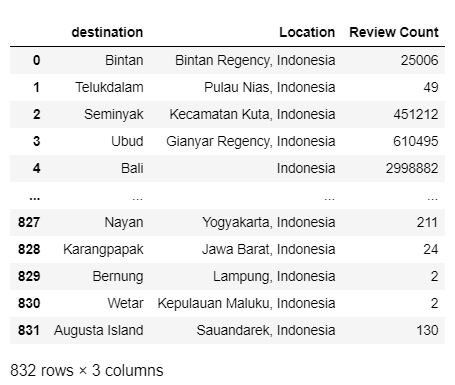 destination Location Review Count
0 Bintan Bintan Regency, Indonesia 25006
1 Telukdalam Pulau Nias, Indonesia 49
2 Seminyak Kecamatan Kuta, Indonesia 451212
3 Ubud Gianyar Regency, Indonesia 610495
4 Bali Indonesia 2998882
... ... ... ...
827 Nayan Yogyakarta, Indonesia 211
828 Karangpapak Jawa Barat, Indonesia 24
829 Bernung Lampung, Indonesia 2
830 Wetar Kepulauan Maluku, Indonesia 2
831 Augusta Island Sauandarek, Indonesia 130
832 rows × 3 columns